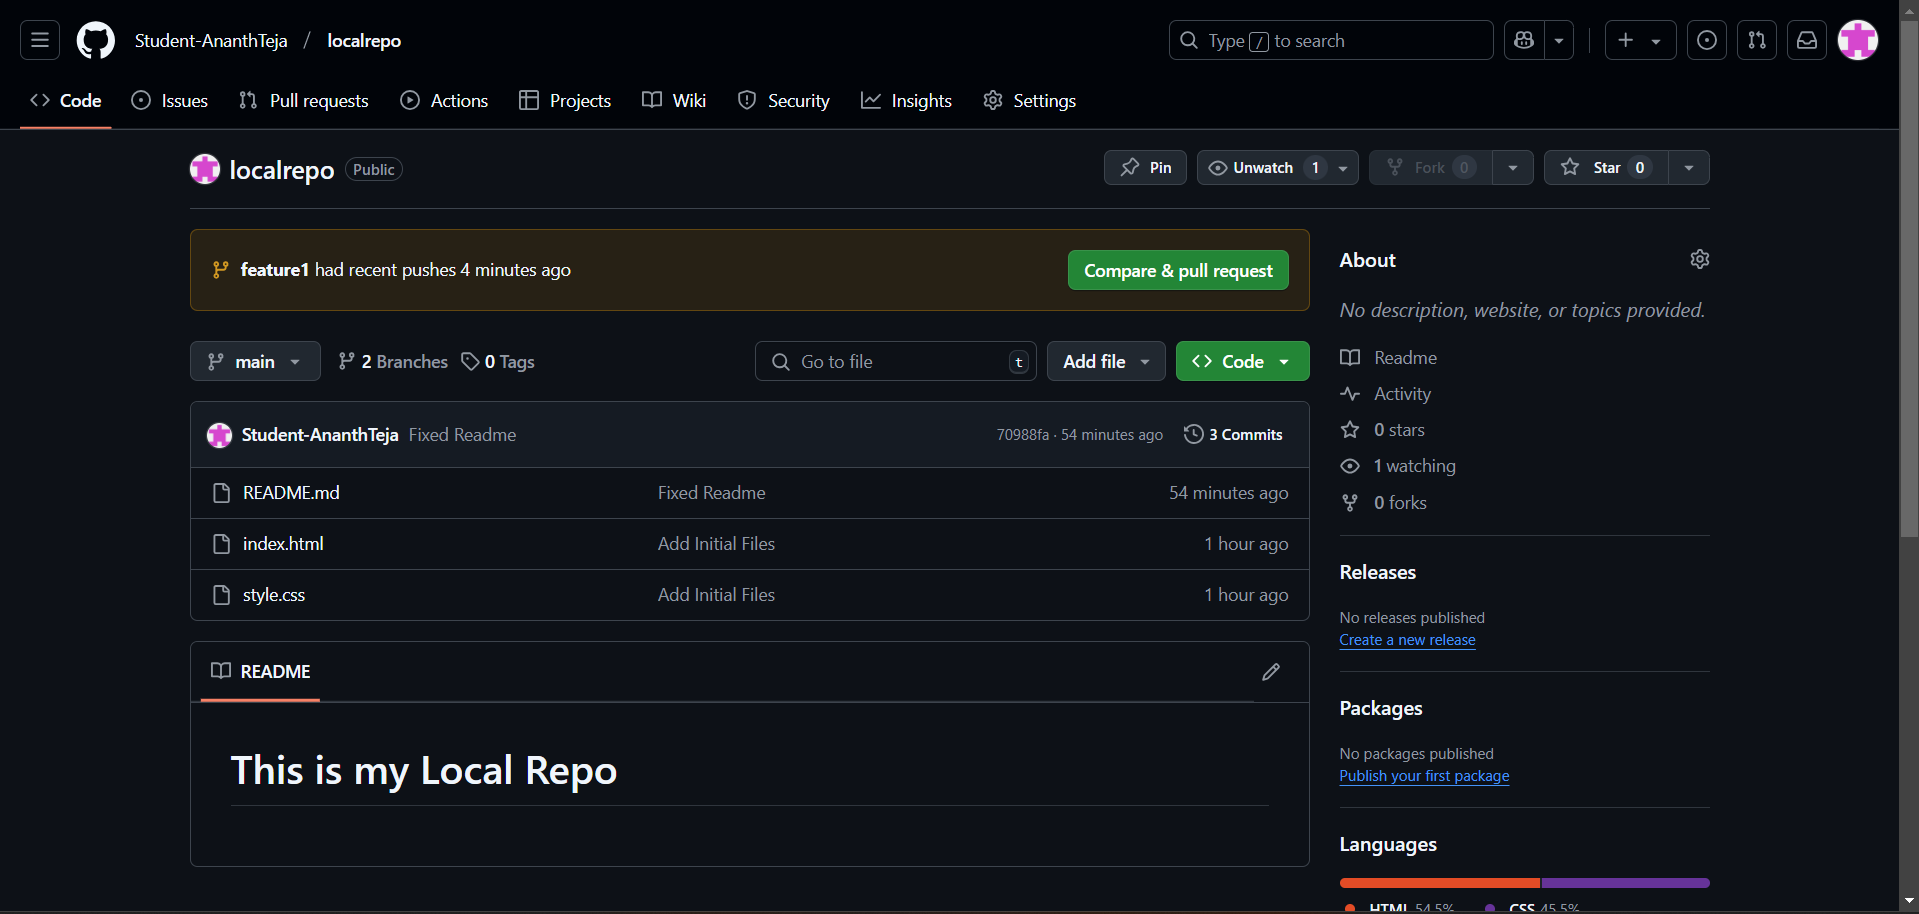 Student-AnanthTeja / localrepo
Type / to search
Code Issues Pull requests Actions Projects Wiki Security Insights Settings
localrepo Public
Pin Unwatch 1 Fork 0 Star 0
feature1 had recent pushes 4 minutes ago
Compare & pull request
main 2 Branches 0 Tags
Go to file t
Add file
Code
Student-AnanthTeja Fixed Readme 70988fa · 54 minutes ago 3 Commits
README.md Fixed Readme 54 minutes ago
index.html Add Initial Files 1 hour ago
style.css Add Initial Files 1 hour ago
README
This is my Local Repo
About
No description, website, or topics provided.
Readme
Activity
0 stars
1 watching
0 forks
Releases
No releases published
Create a new release
Packages
No packages published
Publish your first package
Languages
HTML 54.5% CSS 45.5%